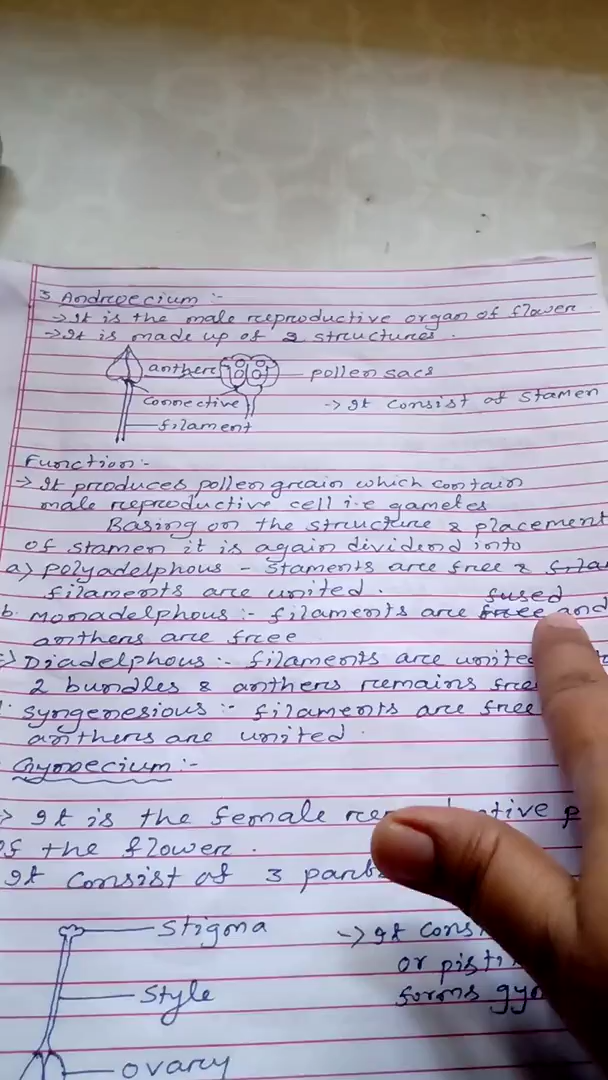 3 Androecium :-
→ It is the male reproductive organ of flower
→ It is made up of 2 structures.
anther
pollen sacs
connective
→ It consist of stamen
filament
Function :-
→ It produces pollen grain which contain
male reproductive cell i.e gametes
Basing on the structure & placement
of stamen it is again dividend into
a) polyadelphous - staments are free & fila
filaments are united.
fused
b. monadelphous :- filaments are free and
anthers are free
c) Diadelphous :- filaments are unite
2 bundles & anthers remains free
syngenesious :- filaments are free
anthers are united.
Gynoecium :-
→ It is the female rep ctive p
of the flower.
It consist of 3 parts
Stigma
→ It cons
or pisti
Style
forms gy
ovary